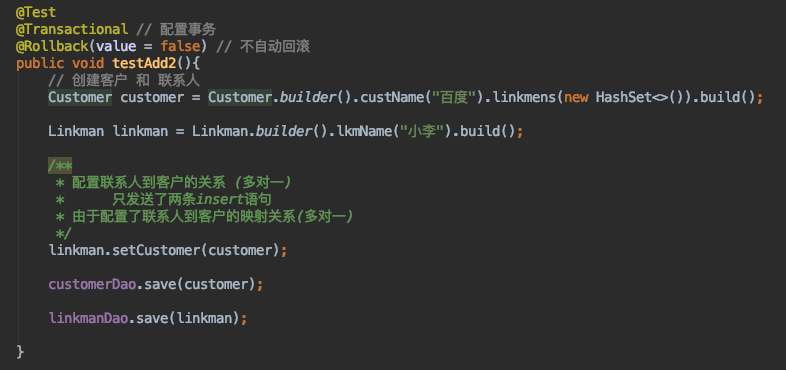 @Test
@Transactional // 配置事务
@Rollback(value = false) // 不自动回滚
public void testAdd2(){
// 创建客户 和 联系人
Customer customer = Customer.builder().custName("百度").linkmens(new HashSet<>()).build();
Linkman linkman = Linkman.builder().lkmName("小李").build();
/**
* 配置联系人到客户的关系 (多对一)
*      只发送了两条insert语句
* 由于配置了联系人到客户的映射关系(多对一)
*/
linkman.setCustomer(customer);
customerDao.save(customer);
linkmanDao.save(linkman);
}